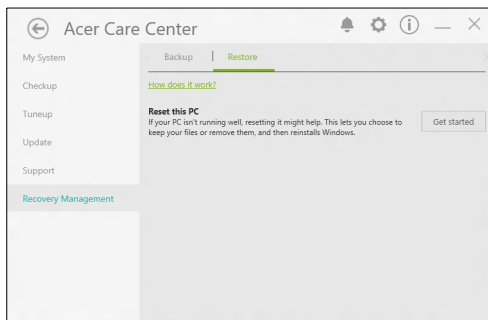 Acer Care Center
My System
Checkup
Tuneup
Update
Support
Recovery Management
Backup
Restore
How does it work?
Reset this PC
If your PC isn't running well, resetting it might help. This lets you choose to
keep your files or remove them, and then reinstalls Windows.
Get started